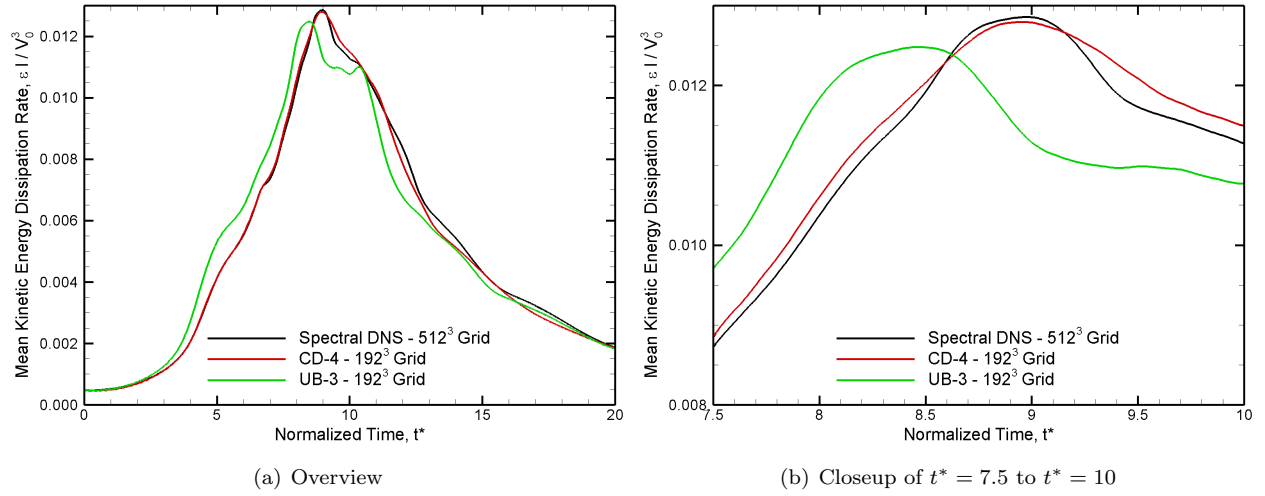 Mean Kinetic Energy Dissipation Rate, ε l / V₀³
0.012
0.010
0.008
0.006
0.004
0.002
0.000
Spectral DNS - 512³ Grid
CD-4 - 192³ Grid
UB-3 - 192³ Grid
0 5 10 15 20
Normalized Time, t*
(a) Overview
Mean Kinetic Energy Dissipation Rate, ε l / V₀³
0.012
0.010
0.008
Spectral DNS - 512³ Grid
CD-4 - 192³ Grid
UB-3 - 192³ Grid
7.5 8 8.5 9 9.5 10
Normalized Time, t*
(b) Closeup of t* = 7.5 to t* = 10